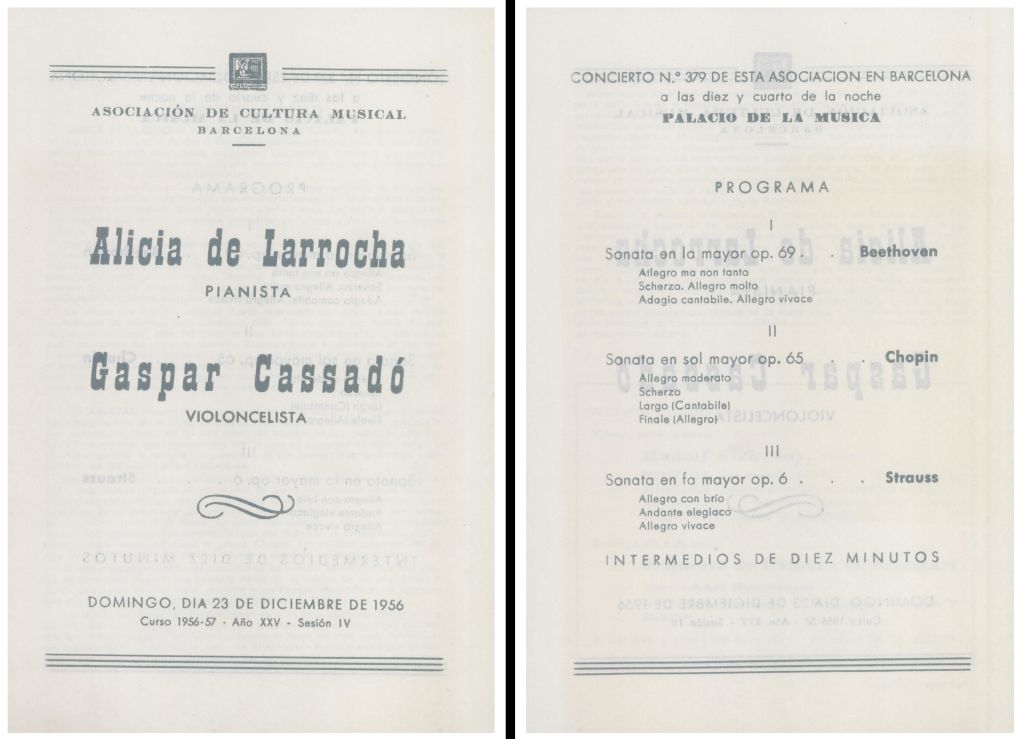 ASOCIACIÓN DE CULTURA MUSICAL
BARCELONA
Alicia de Larrocha
PIANISTA
Gaspar Cassadó
VIOLONCELISTA
DOMINGO, DIA 23 DE DICIEMBRE DE 1956
Curso 1956-57 - Año XXV - Sesión IV
CONCIERTO N.º 379 DE ESTA ASOCIACION EN BARCELONA
a las diez y cuarto de la noche
PALACIO DE LA MUSICA
PROGRAMA
I
Sonata en la mayor op. 69 . . Beethoven
Allegro ma non tanto
Scherzo. Allegro molto
Adagio cantabile. Allegro vivace
II
Sonata en sol mayor op. 65 . . Chopin
Allegro moderato
Scherzo
Largo (Cantabile)
Finale (Allegro)
III
Sonata en fa mayor op. 6 . . . Strauss
Allegro con brío
Andante elegiaco
Allegro vivace
INTERMEDIOS DE DIEZ MINUTOS